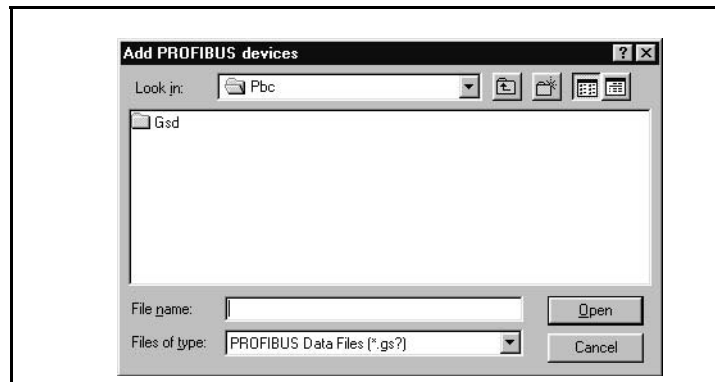 Add PROFIBUS devices
Look in: Pbc
Gsd
File name: Open
Files of type: PROFIBUS Data Files (*.gs?) Cancel